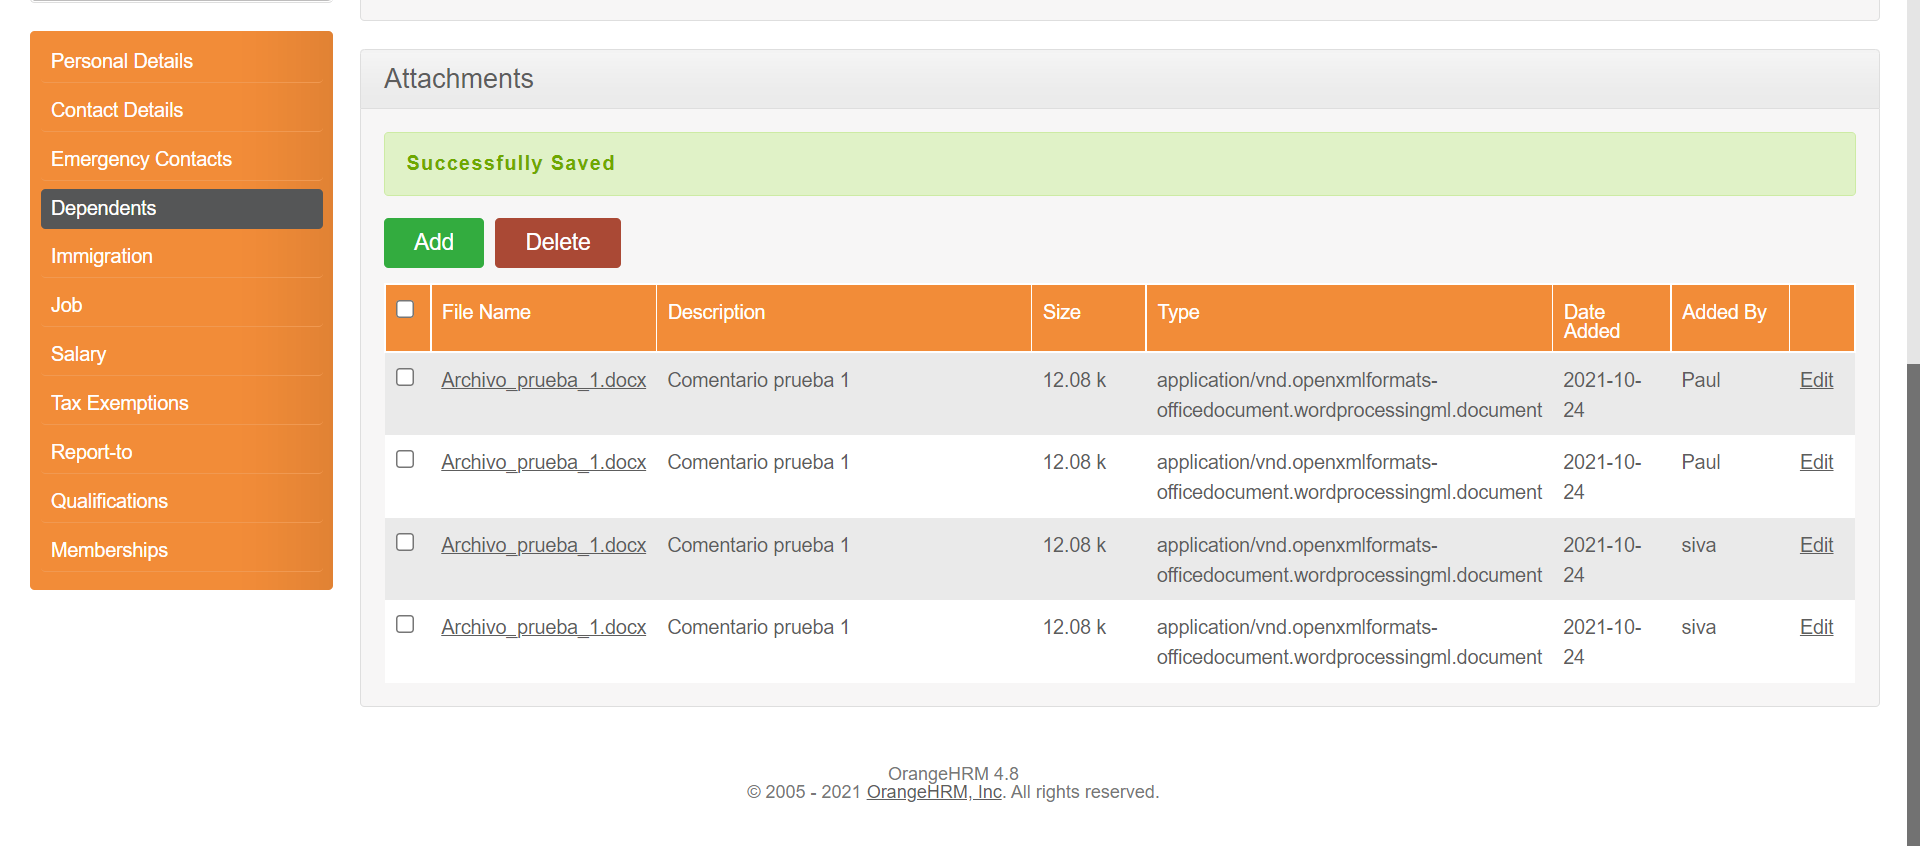 Personal Details
Contact Details
Emergency Contacts
Dependents
Immigration
Job
Salary
Tax Exemptions
Report-to
Qualifications
Memberships
Attachments
Successfully Saved
Add Delete
File Name Description Size Type Date Added Added By
Archivo_prueba_1.docx Comentario prueba 1 12.08 k application/vnd.openxmlformats-
officedocument.wordprocessingml.document 2021-10-
24 Paul Edit
Archivo_prueba_1.docx Comentario prueba 1 12.08 k application/vnd.openxmlformats-
officedocument.wordprocessingml.document 2021-10-
24 Paul Edit
Archivo_prueba_1.docx Comentario prueba 1 12.08 k application/vnd.openxmlformats-
officedocument.wordprocessingml.document 2021-10-
24 siva Edit
Archivo_prueba_1.docx Comentario prueba 1 12.08 k application/vnd.openxmlformats-
officedocument.wordprocessingml.document 2021-10-
24 siva Edit
OrangeHRM 4.8
© 2005 - 2021 OrangeHRM, Inc. All rights reserved.